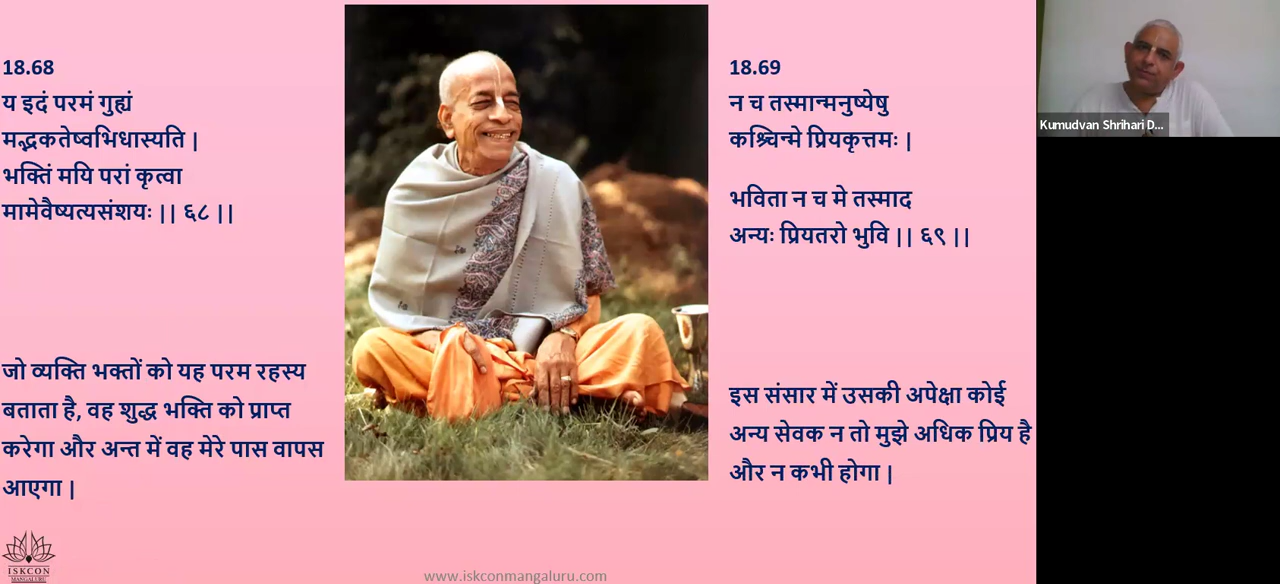 18.68
य इदं परमं गुह्यं
मद्भकतेष्वभिधास्यति |
भक्तिं मयि परां कृत्वा
मामेवैष्यत्यसंशयः || ६८ ||
जो व्यक्ति भक्तों को यह परम रहस्य
बताता है, वह शुद्ध भक्ति को प्राप्त
करेगा और अन्त में वह मेरे पास वापस
आएगा |
18.69
न च तस्मान्मनुष्येषु
कश्र्चिन्मे प्रियकृत्तमः |
भविता न च मे तस्माद
अन्यः प्रियतरो भुवि || ६९ ||
इस संसार में उसकी अपेक्षा कोई
अन्य सेवक न तो मुझे अधिक प्रिय है
और न कभी होगा |
Kumudvan Shrihari D...
ISKCON
MANGALURU
www.iskconmangaluru.com